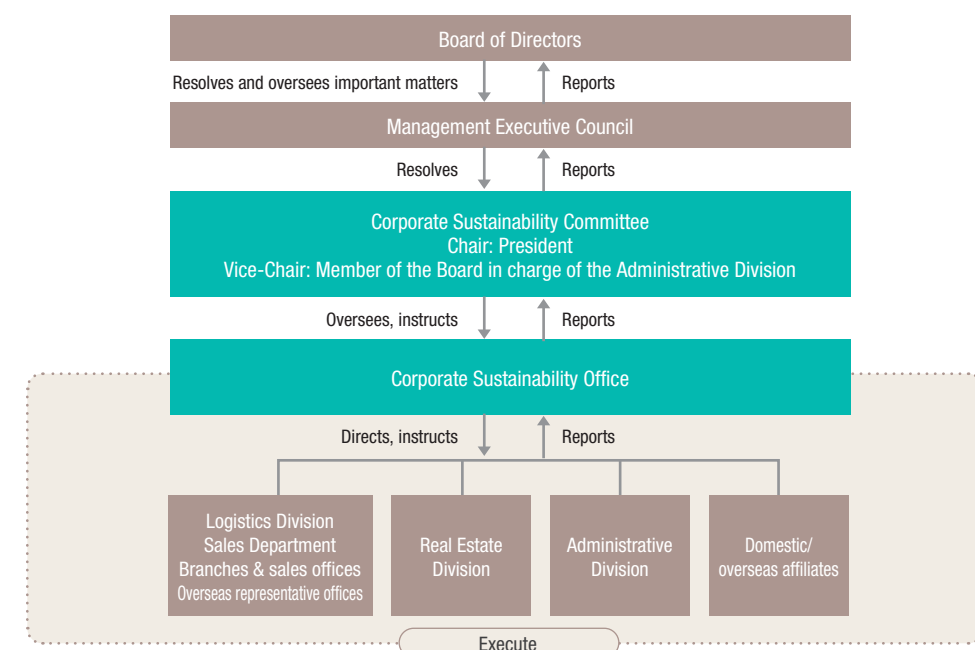 Board of Directors
Resolves and oversees important matters
Reports
Management Executive Council
Resolves
Reports
Corporate Sustainability Committee
Chair: President
Vice-Chair: Member of the Board in charge of the Administrative Division
Oversees, instructs
Reports
Corporate Sustainability Office
Directs, instructs
Reports
Logistics Division
Sales Department
Branches & sales offices
Overseas representative offices
Real Estate
Division
Administrative
Division
Domestic/
overseas affiliates
Execute